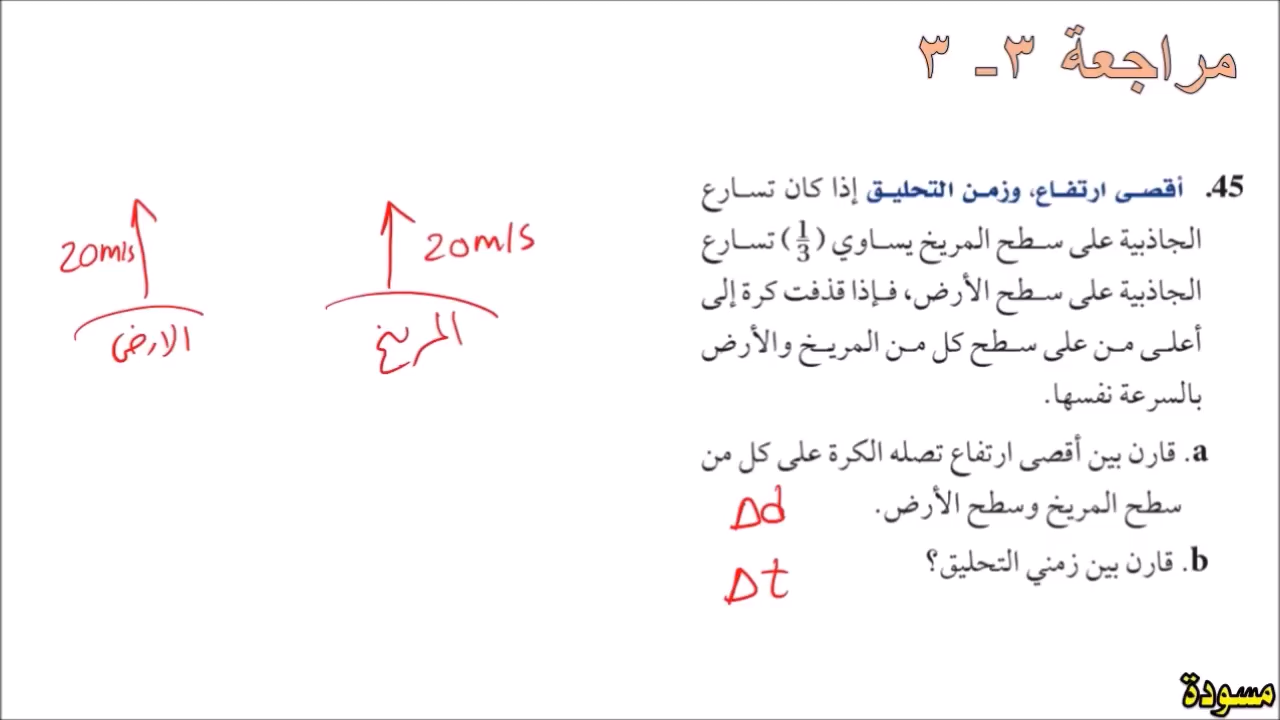 مراجعة ٣- ٣
45. أقصى ارتفاع، وزمن التحليق إذا كان تسارع
الجاذبية على سطح المريخ يساوي (1/3) تسارع
الجاذبية على سطح الأرض، فإذا قذفت كرة إلى
أعلى من على سطح كل من المريخ والأرض
بالسرعة نفسها.
a. قارن بين أقصى ارتفاع تصله الكرة على كل من
سطح المريخ وسطح الأرض.
Δd
b. قارن بين زمني التحليق؟
Δt
20m/s
المريخ
20m/s
الارض
مسودة